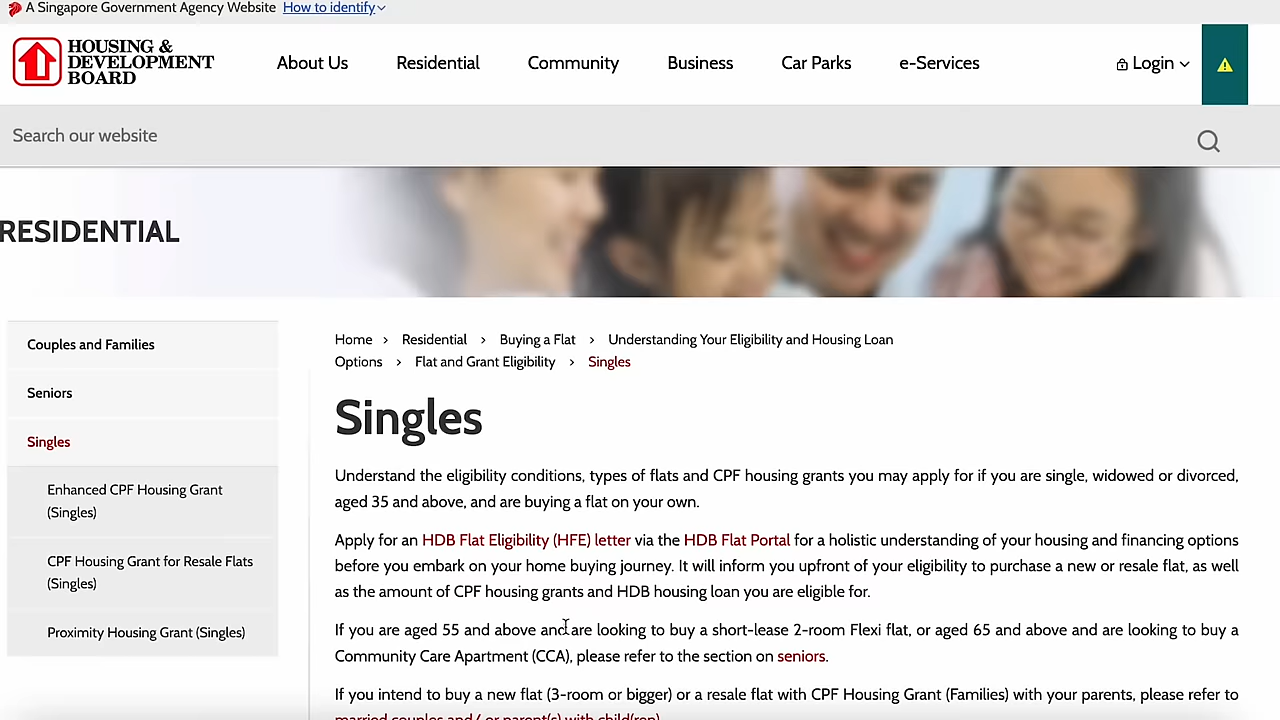 A Singapore Government Agency Website How to identify
HOUSING &
DEVELOPMENT
BOARD
About Us Residential Community Business Car Parks e-Services Login
Search our website
RESIDENTIAL
Couples and Families
Seniors
Singles
Enhanced CPF Housing Grant
(Singles)
CPF Housing Grant for Resale Flats
(Singles)
Proximity Housing Grant (Singles)
Home > Residential > Buying a Flat > Understanding Your Eligibility and Housing Loan
Options > Flat and Grant Eligibility > Singles
Singles
Understand the eligibility conditions, types of flats and CPF housing grants you may apply for if you are single, widowed or divorced,
aged 35 and above, and are buying a flat on your own.
Apply for an HDB Flat Eligibility (HFE) letter via the HDB Flat Portal for a holistic understanding of your housing and financing options
before you embark on your home buying journey. It will inform you upfront of your eligibility to purchase a new or resale flat, as well
as the amount of CPF housing grants and HDB housing loan you are eligible for.
If you are aged 55 and above and are looking to buy a short-lease 2-room Flexi flat, or aged 65 and above and are looking to buy a
Community Care Apartment (CCA), please refer to the section on seniors.
If you intend to buy a new flat (3-room or bigger) or a resale flat with CPF Housing Grant (Families) with your parents, please refer to
married couples and/ or parent(s) with child(ren).